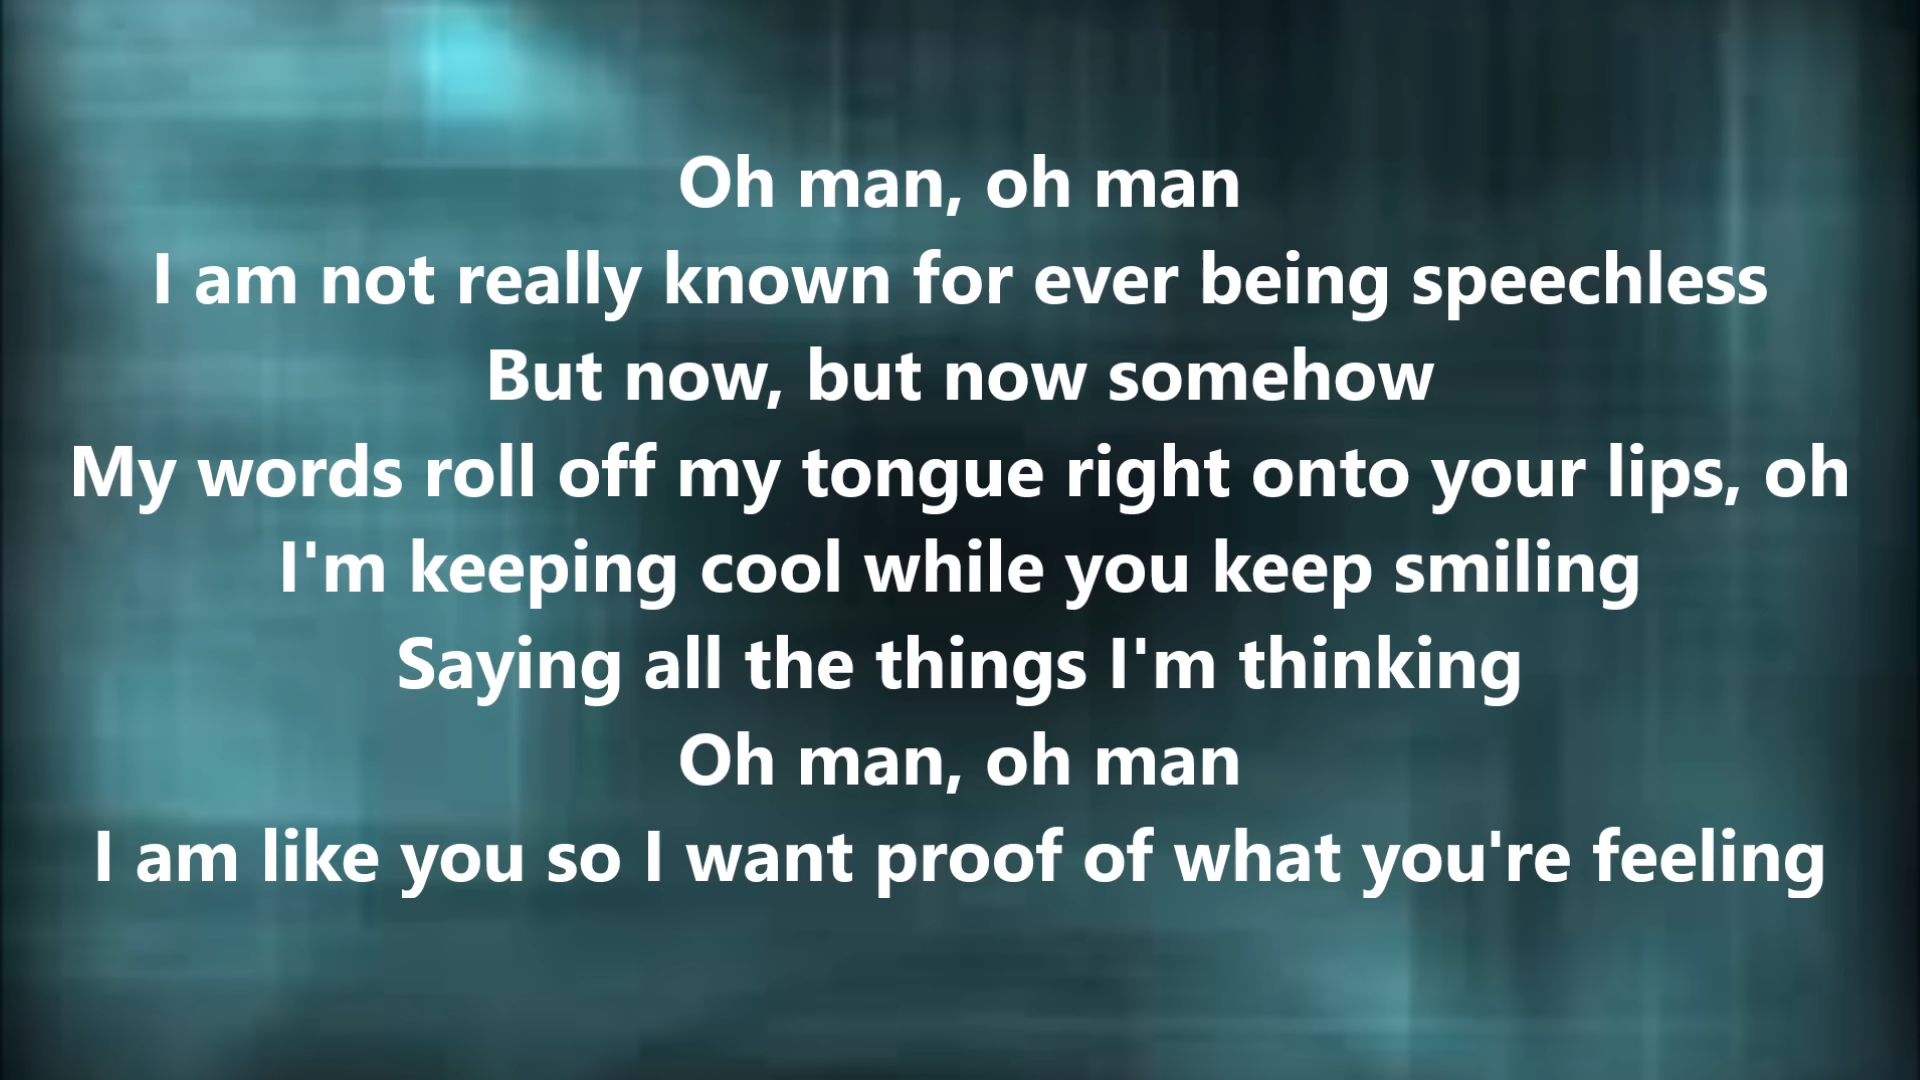 Oh man, oh man
I am not really known for ever being speechless
But now, but now somehow
My words roll off my tongue right onto your lips, oh
I'm keeping cool while you keep smiling
Saying all the things I'm thinking
Oh man, oh man
I am like you so I want proof of what you're feeling